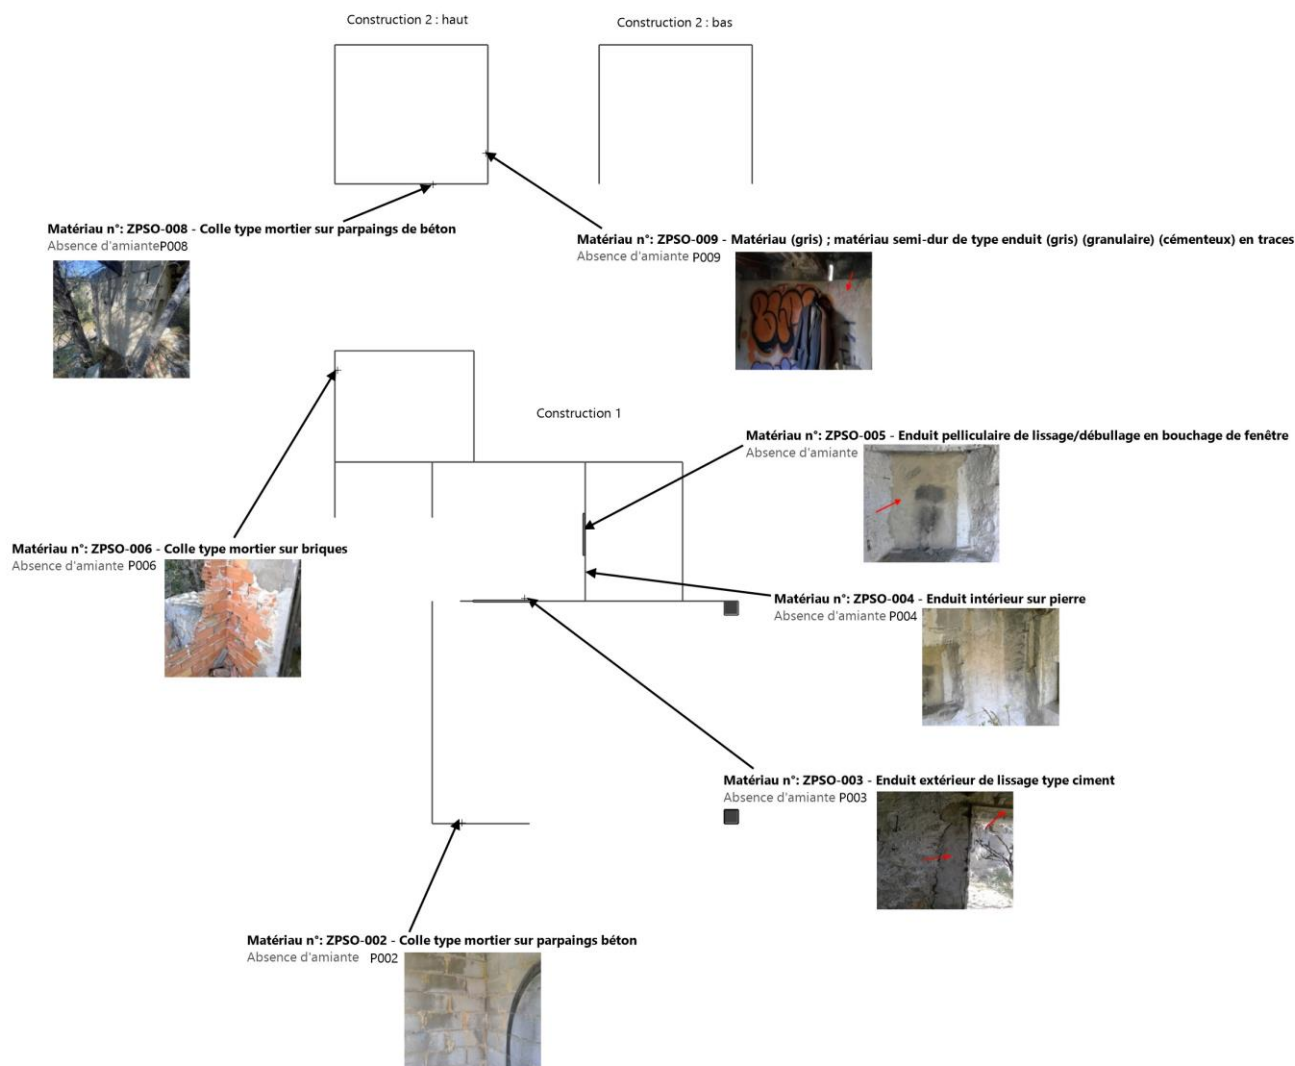 Construction 2 : haut
Construction 2 : bas
Matériau n°: ZPSO-008 - Colle type mortier sur parpaings de béton
Absence d'amianteP008
Matériau n°: ZPSO-009 - Matériau (gris) ; matériau semi-dur de type enduit (gris) (granulaire) (cémenteux) en traces
Absence d'amiante P009
Construction 1
Matériau n°: ZPSO-005 - Enduit pelliculaire de lissage/débullage en bouchage de fenêtre
Absence d'amiante
Matériau n°: ZPSO-006 - Colle type mortier sur briques
Absence d'amiante P006
Matériau n°: ZPSO-004 - Enduit intérieur sur pierre
Absence d'amiante P004
Matériau n°: ZPSO-003 - Enduit extérieur de lissage type ciment
Absence d'amiante P003
Matériau n°: ZPSO-002 - Colle type mortier sur parpaings béton
Absence d'amiante P002